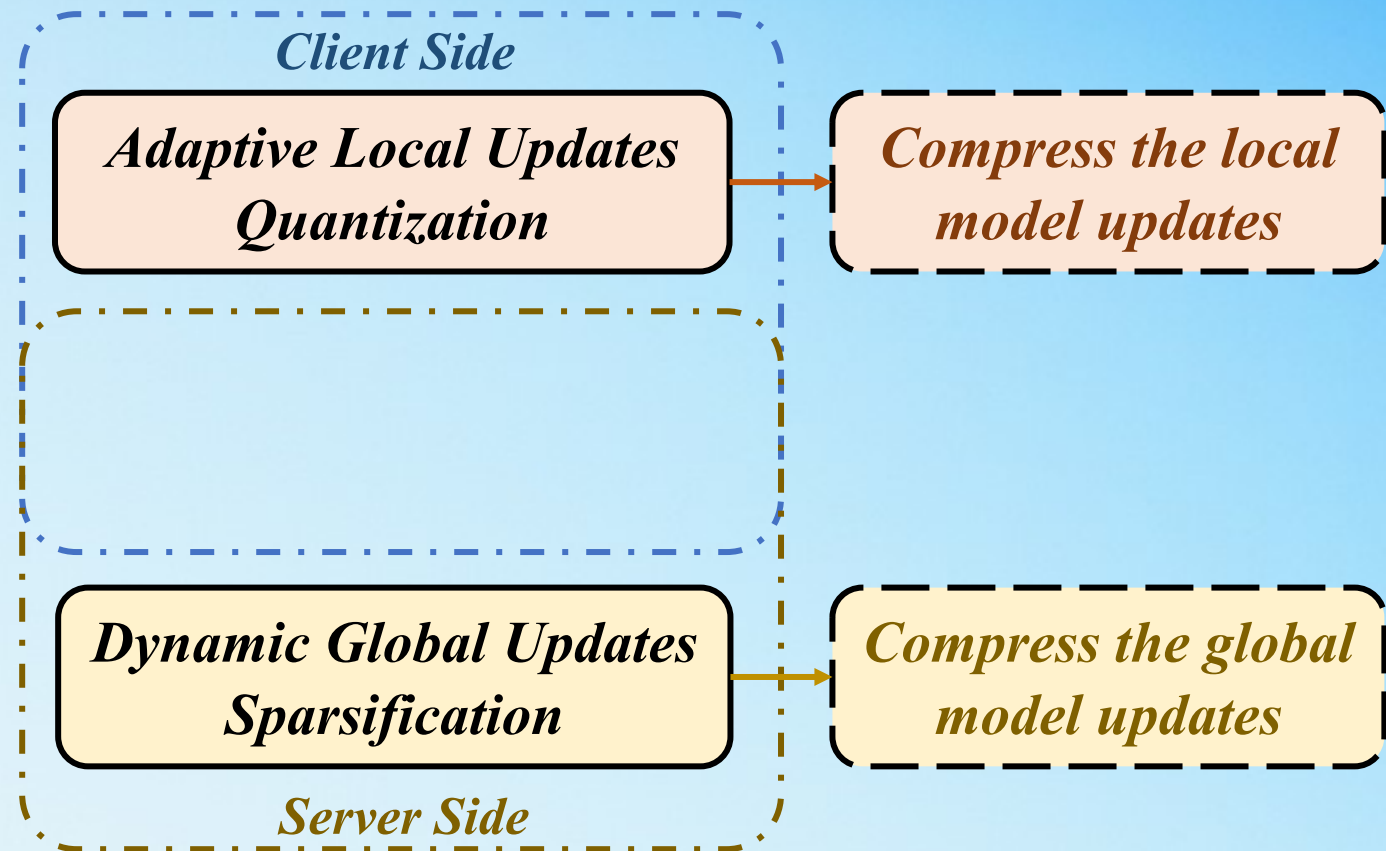 Client Side
Adaptive Local Updates
Quantization
Compress the local
model updates
Dynamic Global Updates
Sparsification
Compress the global
model updates
Server Side